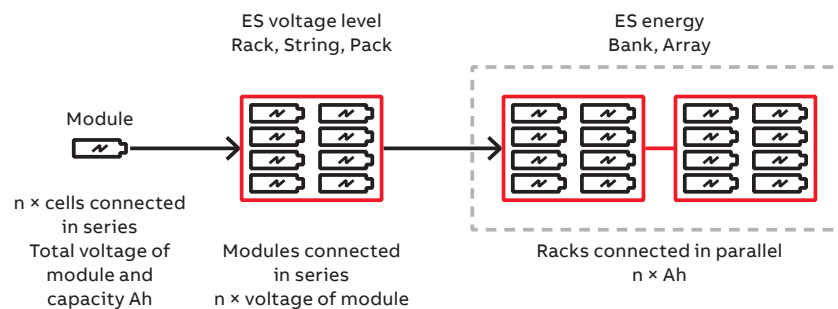 ES voltage level
Rack, String, Pack
ES energy
Bank, Array
Module
n × cells connected
in series
Total voltage of
module and
capacity Ah
Modules connected
in series
n × voltage of module
Racks connected in parallel
n × Ah